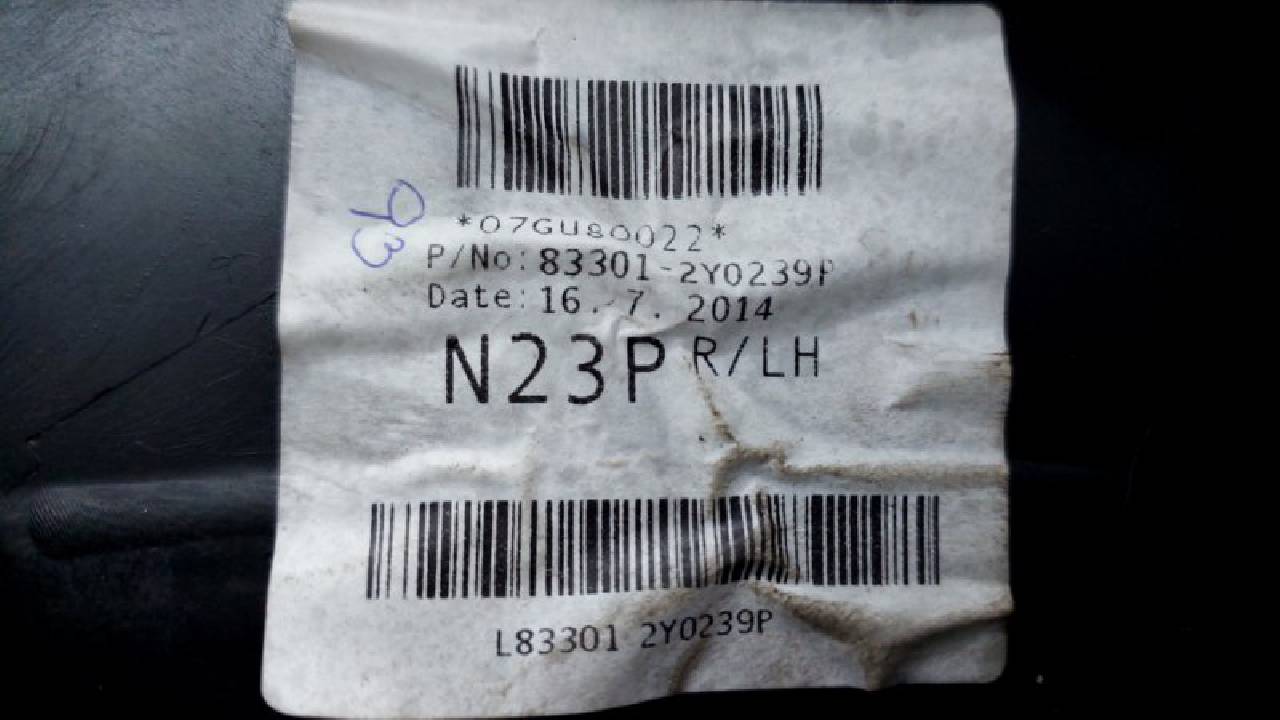 *07GU80022*
93
P/No: 83301-2Y0239P
Date: 16. 7. 2014
N23P R/LH
L83301 2Y0239P